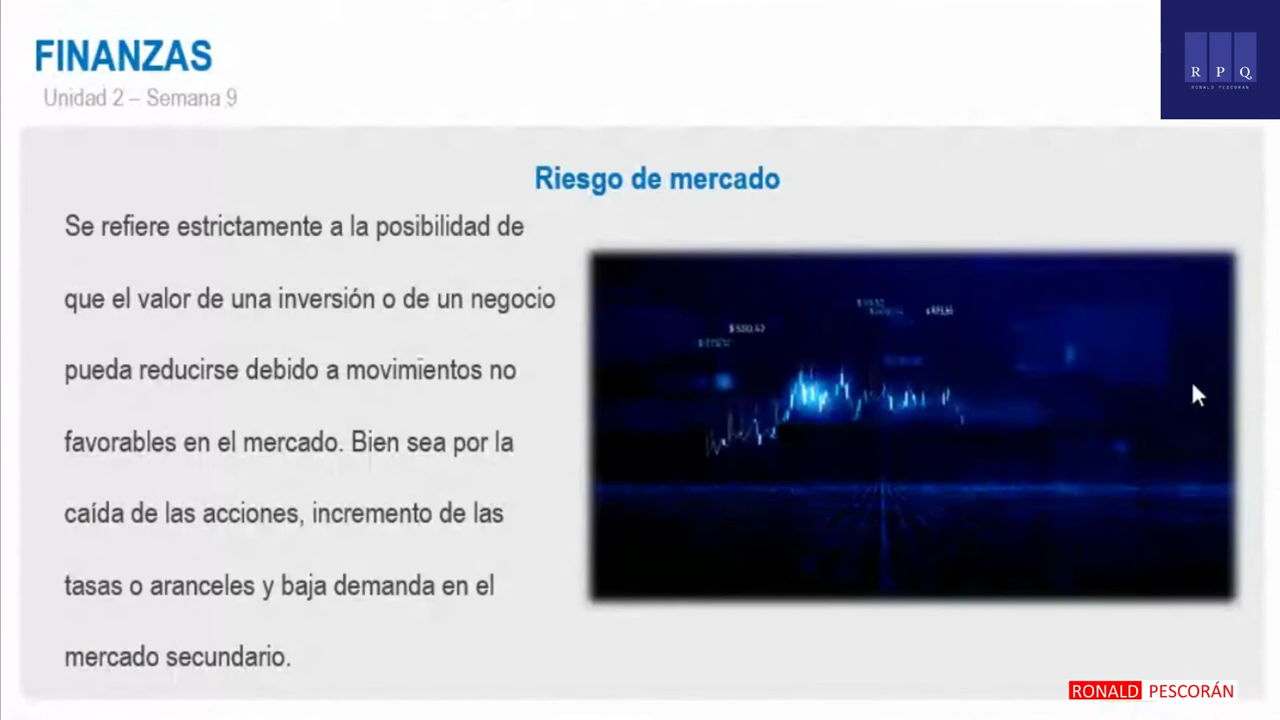 FINANZAS
Unidad 2 – Semana 9
R P Q
RONALD PESCORAN
Riesgo de mercado
Se refiere estrictamente a la posibilidad de
que el valor de una inversión o de un negocio
pueda reducirse debido a movimientos no
favorables en el mercado. Bien sea por la
caída de las acciones, incremento de las
tasas o aranceles y baja demanda en el
mercado secundario.
RONALD PESCORÁN